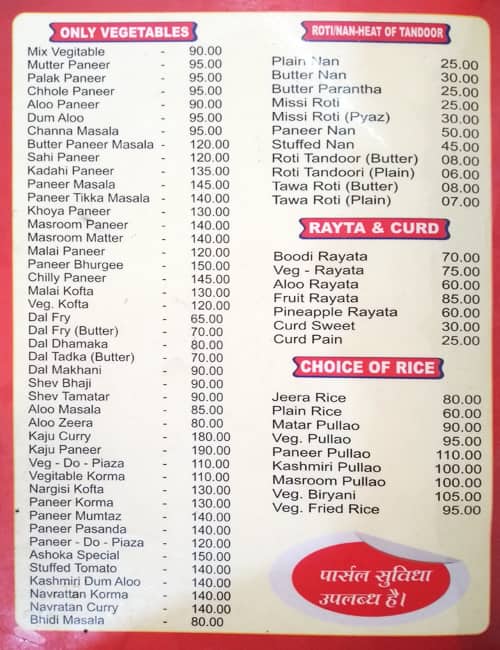 ONLY VEGETABLES
Mix Vegitable - 90.00
Mutter Paneer - 95.00
Palak Paneer - 95.00
Chhole Paneer - 95.00
Aloo Paneer - 90.00
Dum Aloo - 95.00
Channa Masala - 95.00
Butter Paneer Masala - 120.00
Sahi Paneer - 120.00
Kadahi Paneer - 135.00
Paneer Masala - 145.00
Paneer Tikka Masala - 140.00
Khoya Paneer - 130.00
Masroom Paneer - 140.00
Masroom Matter - 140.00
Malai Paneer - 120.00
Paneer Bhurgee - 150.00
Chilly Paneer - 145.00
Malai Kofta - 130.00
Veg. Kofta - 120.00
Dal Fry - 65.00
Dal Fry (Butter) - 70.00
Dal Dhamaka - 80.00
Dal Tadka (Butter) - 70.00
Dal Makhani - 90.00
Shev Bhaji - 90.00
Shev Tamatar - 90.00
Aloo Masala - 85.00
Aloo Zeera - 80.00
Kaju Curry - 180.00
Kaju Paneer - 190.00
Veg - Do - Piaza - 110.00
Vegitable Korma - 110.00
Nargisi Kofta - 130.00
Paneer Korma - 130.00
Paneer Mumtaz - 140.00
Paneer Pasanda - 140.00
Paneer - Do - Piaza - 120.00
Ashoka Special - 150.00
Stuffed Tomato - 140.00
Kashmiri Dum Aloo - 140.00
Navrattan Korma - 140.00
Navratan Curry - 140.00
Bhidi Masala - 80.00
ROTI/NAN-HEAT OF TANDOOR
Plain Nan 25.00
Butter Nan 30.00
Butter Parantha 25.00
Missi Roti 25.00
Missi Roti (Pyaz) 30.00
Paneer Nan 50.00
Stuffed Nan 45.00
Roti Tandoor (Butter) 08.00
Roti Tandoori (Plain) 06.00
Tawa Roti (Butter) 08.00
Tawa Roti (Plain) 07.00
RAYTA & CURD
Boodi Rayata 70.00
Veg - Rayata 75.00
Aloo Rayata 60.00
Fruit Rayata 85.00
Pineapple Rayata 60.00
Curd Sweet 30.00
Curd Pain 25.00
CHOICE OF RICE
Jeera Rice 80.00
Plain Rice 60.00
Matar Pullao 90.00
Veg. Pullao 95.00
Paneer Pullao 110.00
Kashmiri Pullao 100.00
Masroom Pullao 100.00
Veg. Biryani 105.00
Veg. Fried Rice 95.00
पार्सल सुविधा
उपलब्ध है।